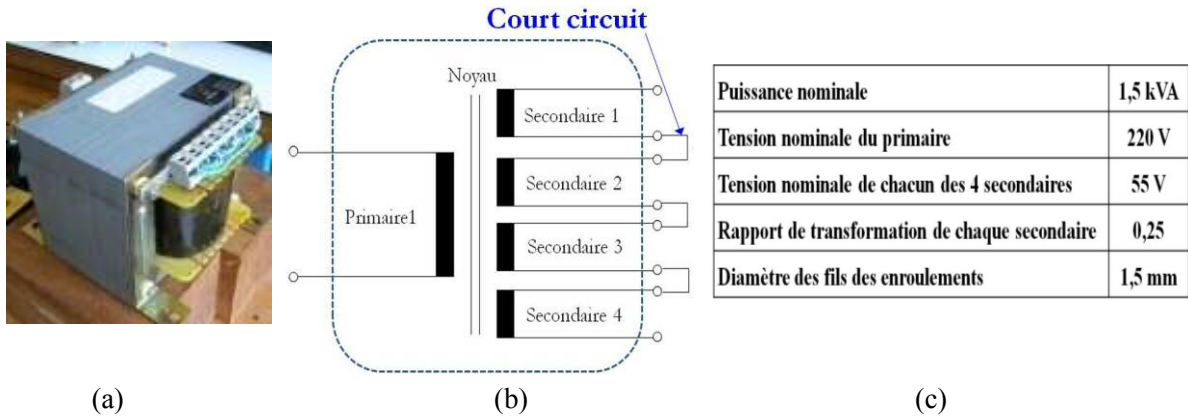 Court circuit
Noyau
Secondaire 1
Secondaire 2
Primaire1
Secondaire 3
Secondaire 4
Puissance nominale 1,5 kVA
Tension nominale du primaire 220 V
Tension nominale de chacun des 4 secondaires 55 V
Rapport de transformation de chaque secondaire 0,25
Diamètre des fils des enroulements 1,5 mm
(a) (b) (c)